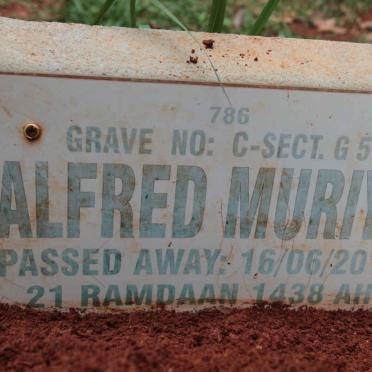 786
GRAVE NO: C-SECT. G 5
ALFRED MURI
PASSED AWAY: 16/06/20
21 RAMDAAN 1438 AH